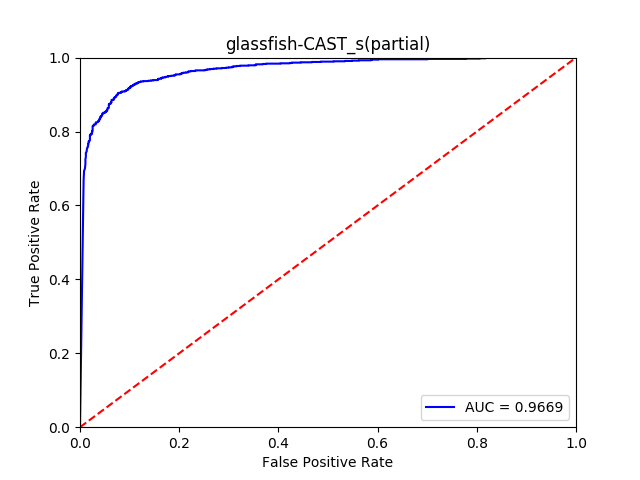 glassfish-CAST_s(partial)
1.0
0.8
0.6
0.4
0.2
0.0
True Positive Rate
0.0 0.2 0.4 0.6 0.8 1.0
False Positive Rate
AUC = 0.9669